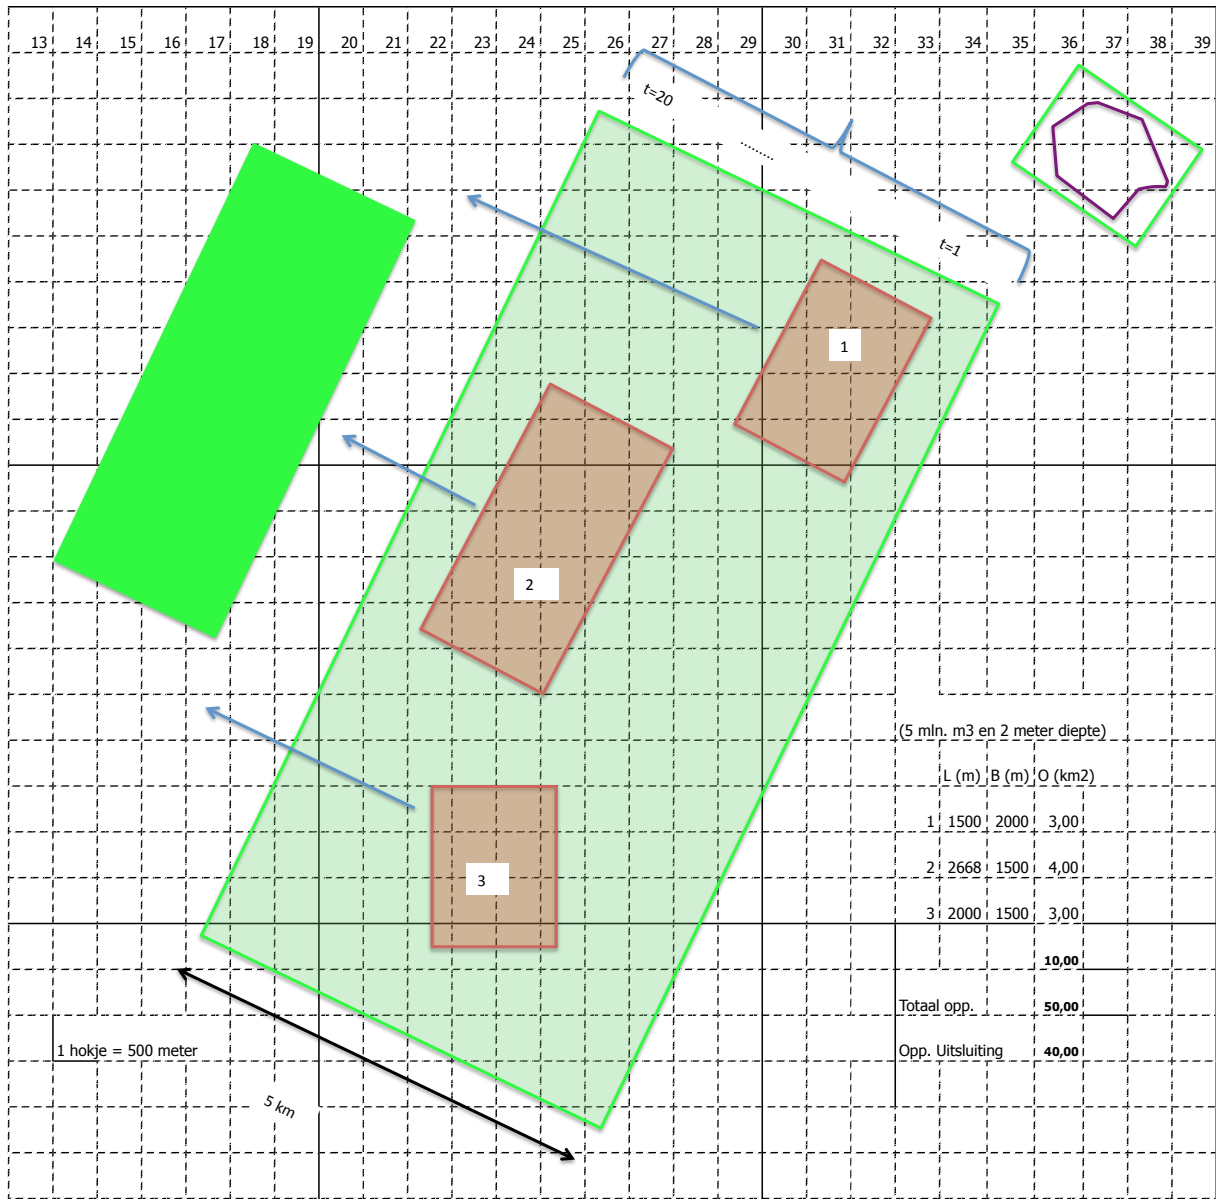 13 14 15 16 17 18 19 20 21 22 23 24 25 26 27 28 29 30 31 32 33 34 35 36 37 38 39
t=20
........
t=1
1
2
3
(5 mln. m3 en 2 meter diepte)
L (m) B (m) O (km2)
1 1500 2000 3,00
2 2668 1500 4,00
3 2000 1500 3,00
10,00
Totaal opp. 50,00
Opp. Uitsluiting 40,00
1 hokje = 500 meter
5 km